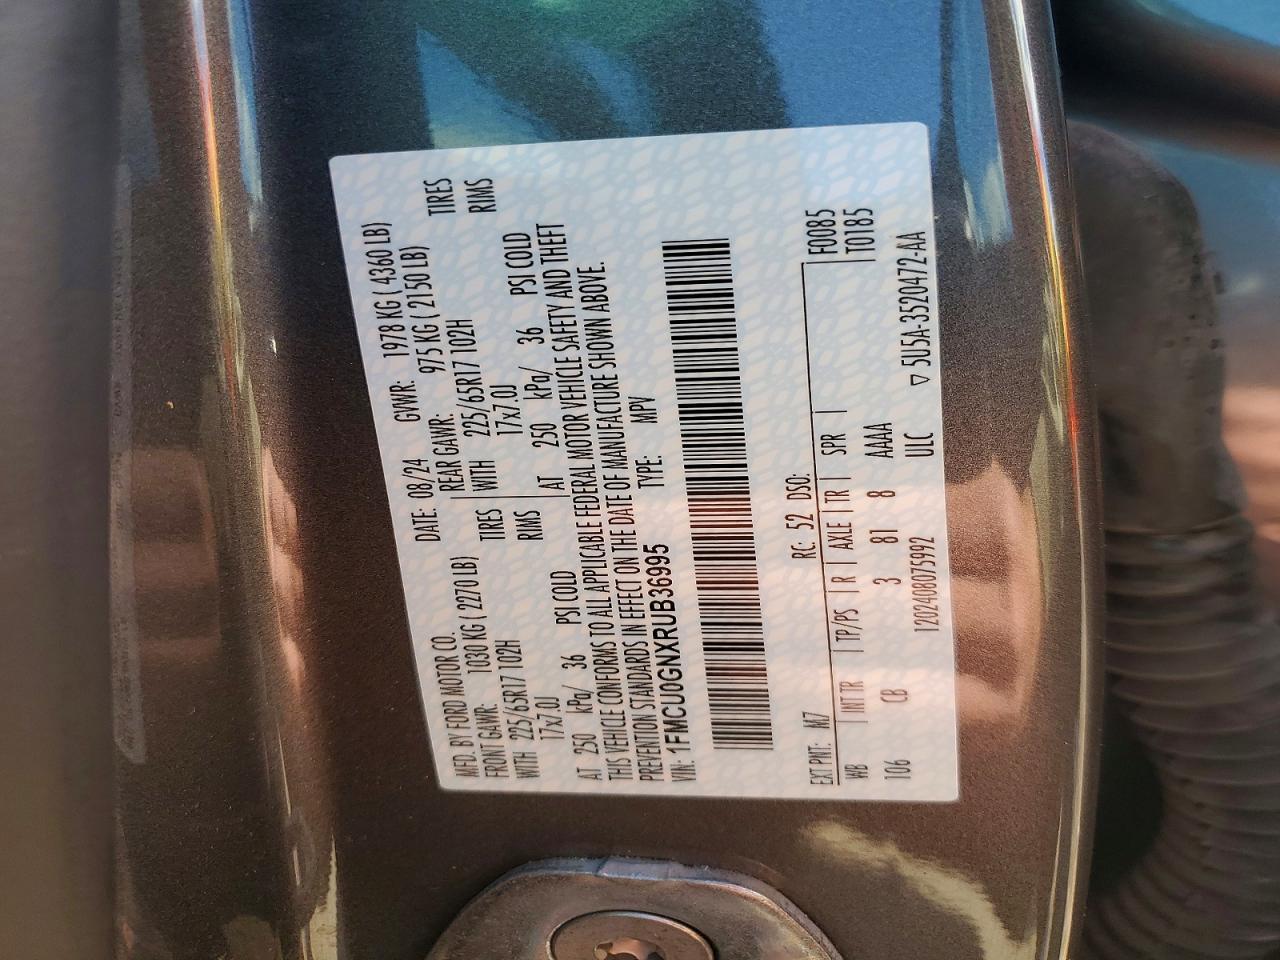 MFD. BY FORD MOTOR CO.
DATE: 08/24 GVWR: 1978 KG ( 4360 LB)
FRONT GAWR: 1030 KG ( 2270 LB) REAR GAWR: 975 KG ( 2150 LB)
WITH 225/65R17 102H TIRES WITH 225/65R17 102H TIRES
17x7.0J RIMS 17x7.0J RIMS
AT 250 kPa/ 36 PSI COLD AT 250 kPa/ 36 PSI COLD
THIS VEHICLE CONFORMS TO ALL APPLICABLE FEDERAL MOTOR VEHICLE SAFETY AND THEFT
PREVENTION STANDARDS IN EFFECT ON THE DATE OF MANUFACTURE SHOWN ABOVE.
VIN: 1FMCU0GNXRUB36995 TYPE: MPV
EXT PNT: M7 RC: 52 DSO: F0085
WB INT TR TP/PS R AXLE TR SPR T0185
106 CB 3 81 8 AAAA
1202408075992 ULC ▽ 5U5A-3520472-AA